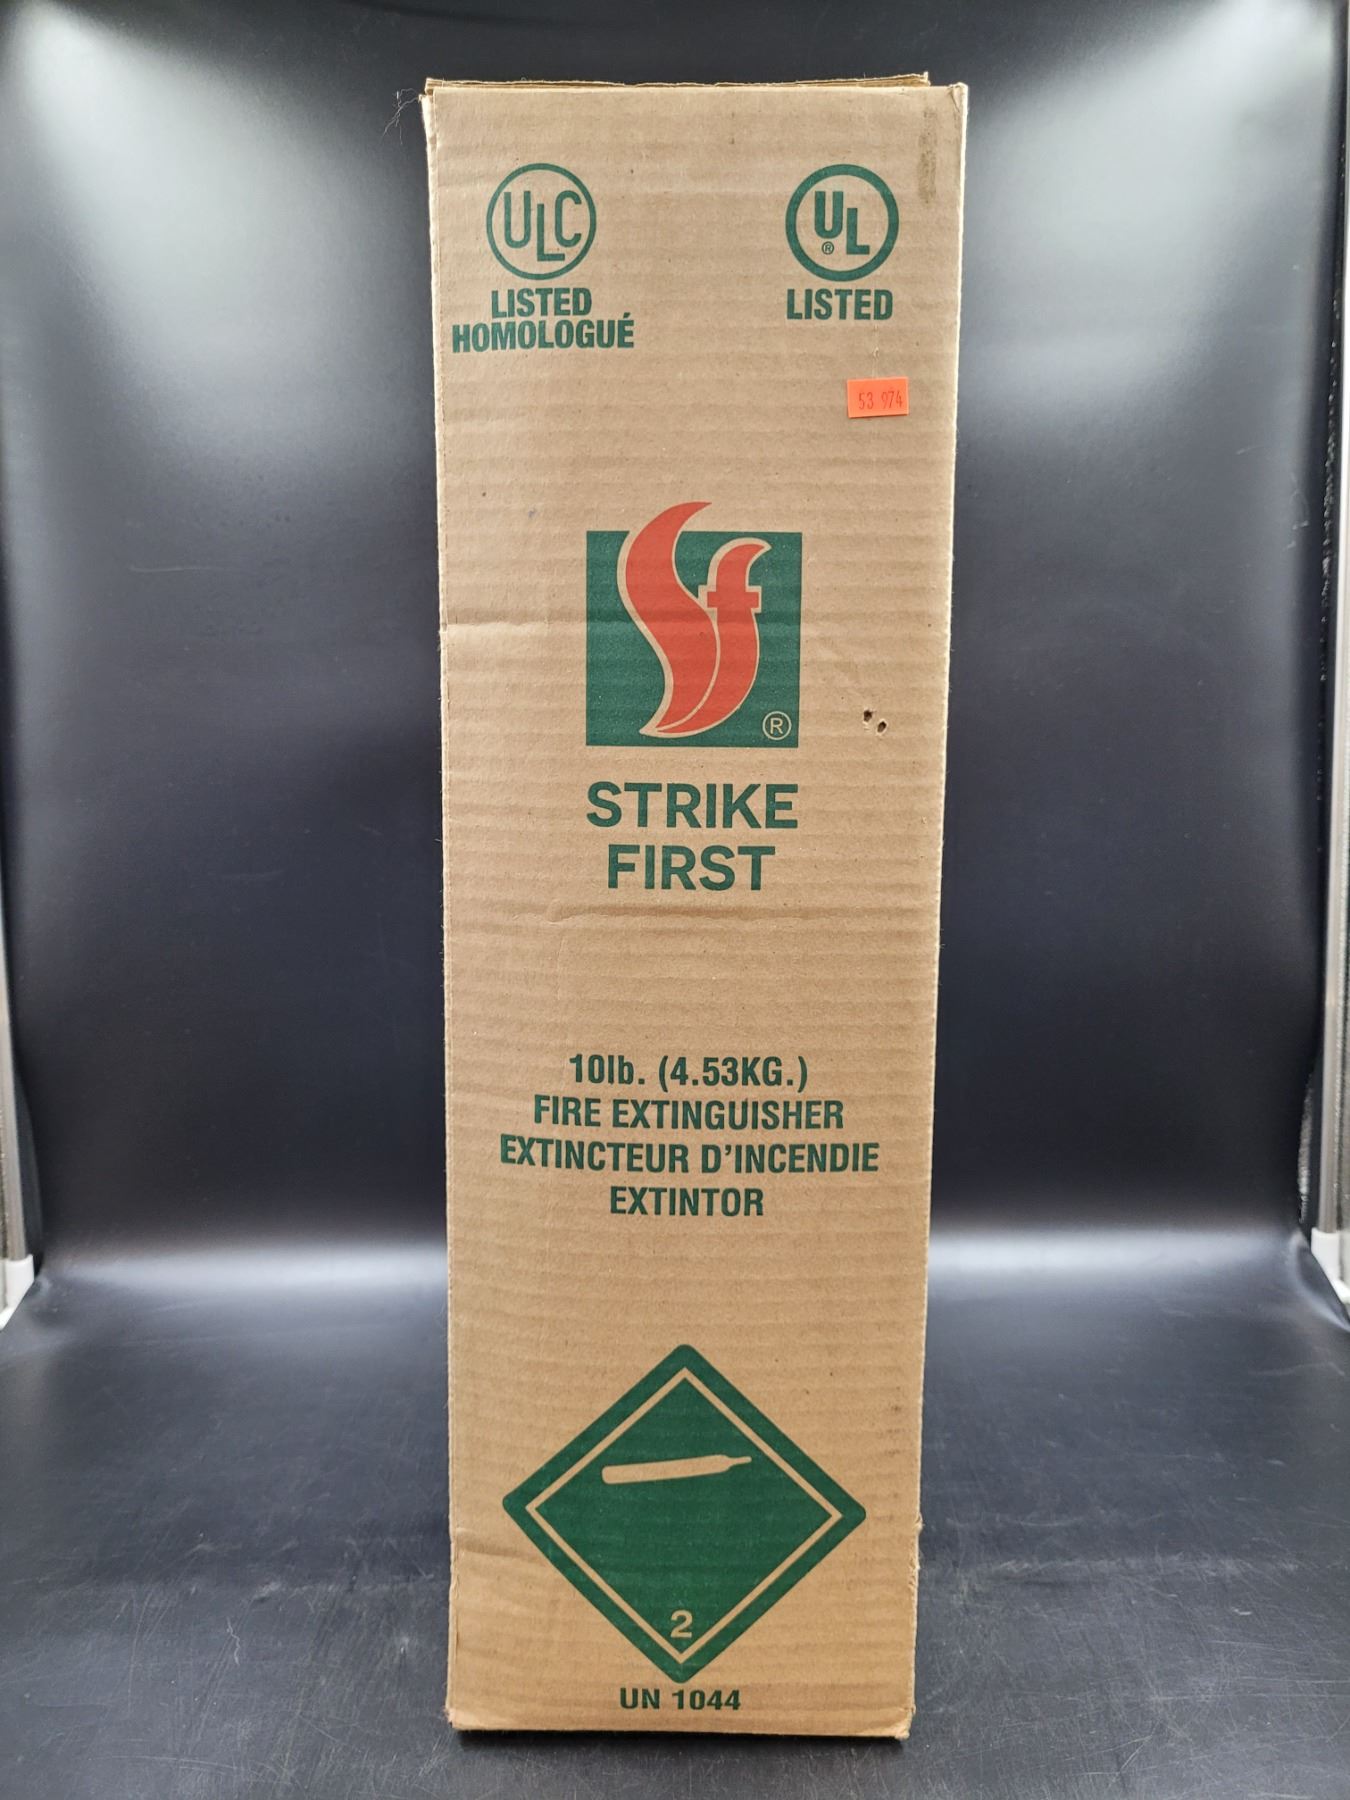 ULC
LISTED
HOMOLOGUÉ
UL
®
LISTED
53 974
Sf
®
STRIKE
FIRST
10lb. (4.53KG.)
FIRE EXTINGUISHER
EXTINCTEUR D'INCENDIE
EXTINTOR
2
UN 1044